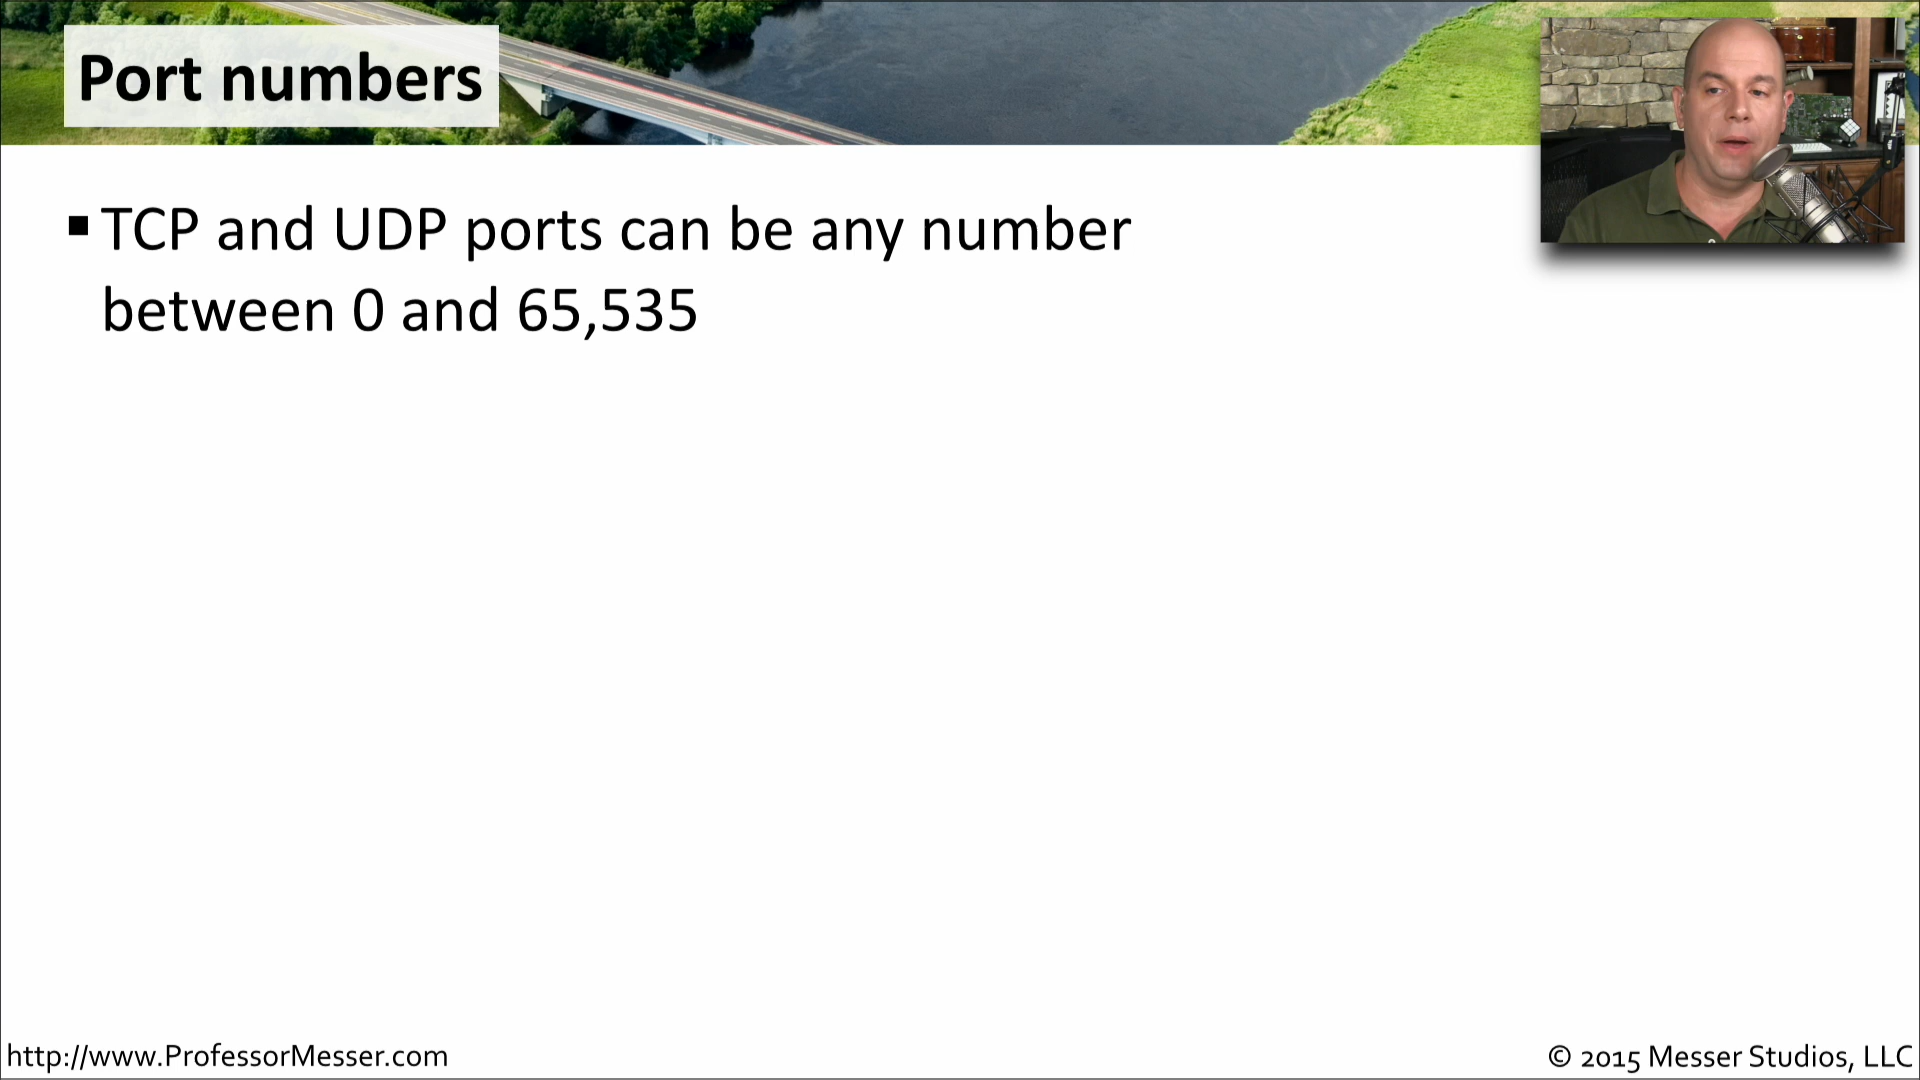 Port numbers
▪ TCP and UDP ports can be any number
between 0 and 65,535
http://www.ProfessorMesser.com
© 2015 Messer Studios, LLC